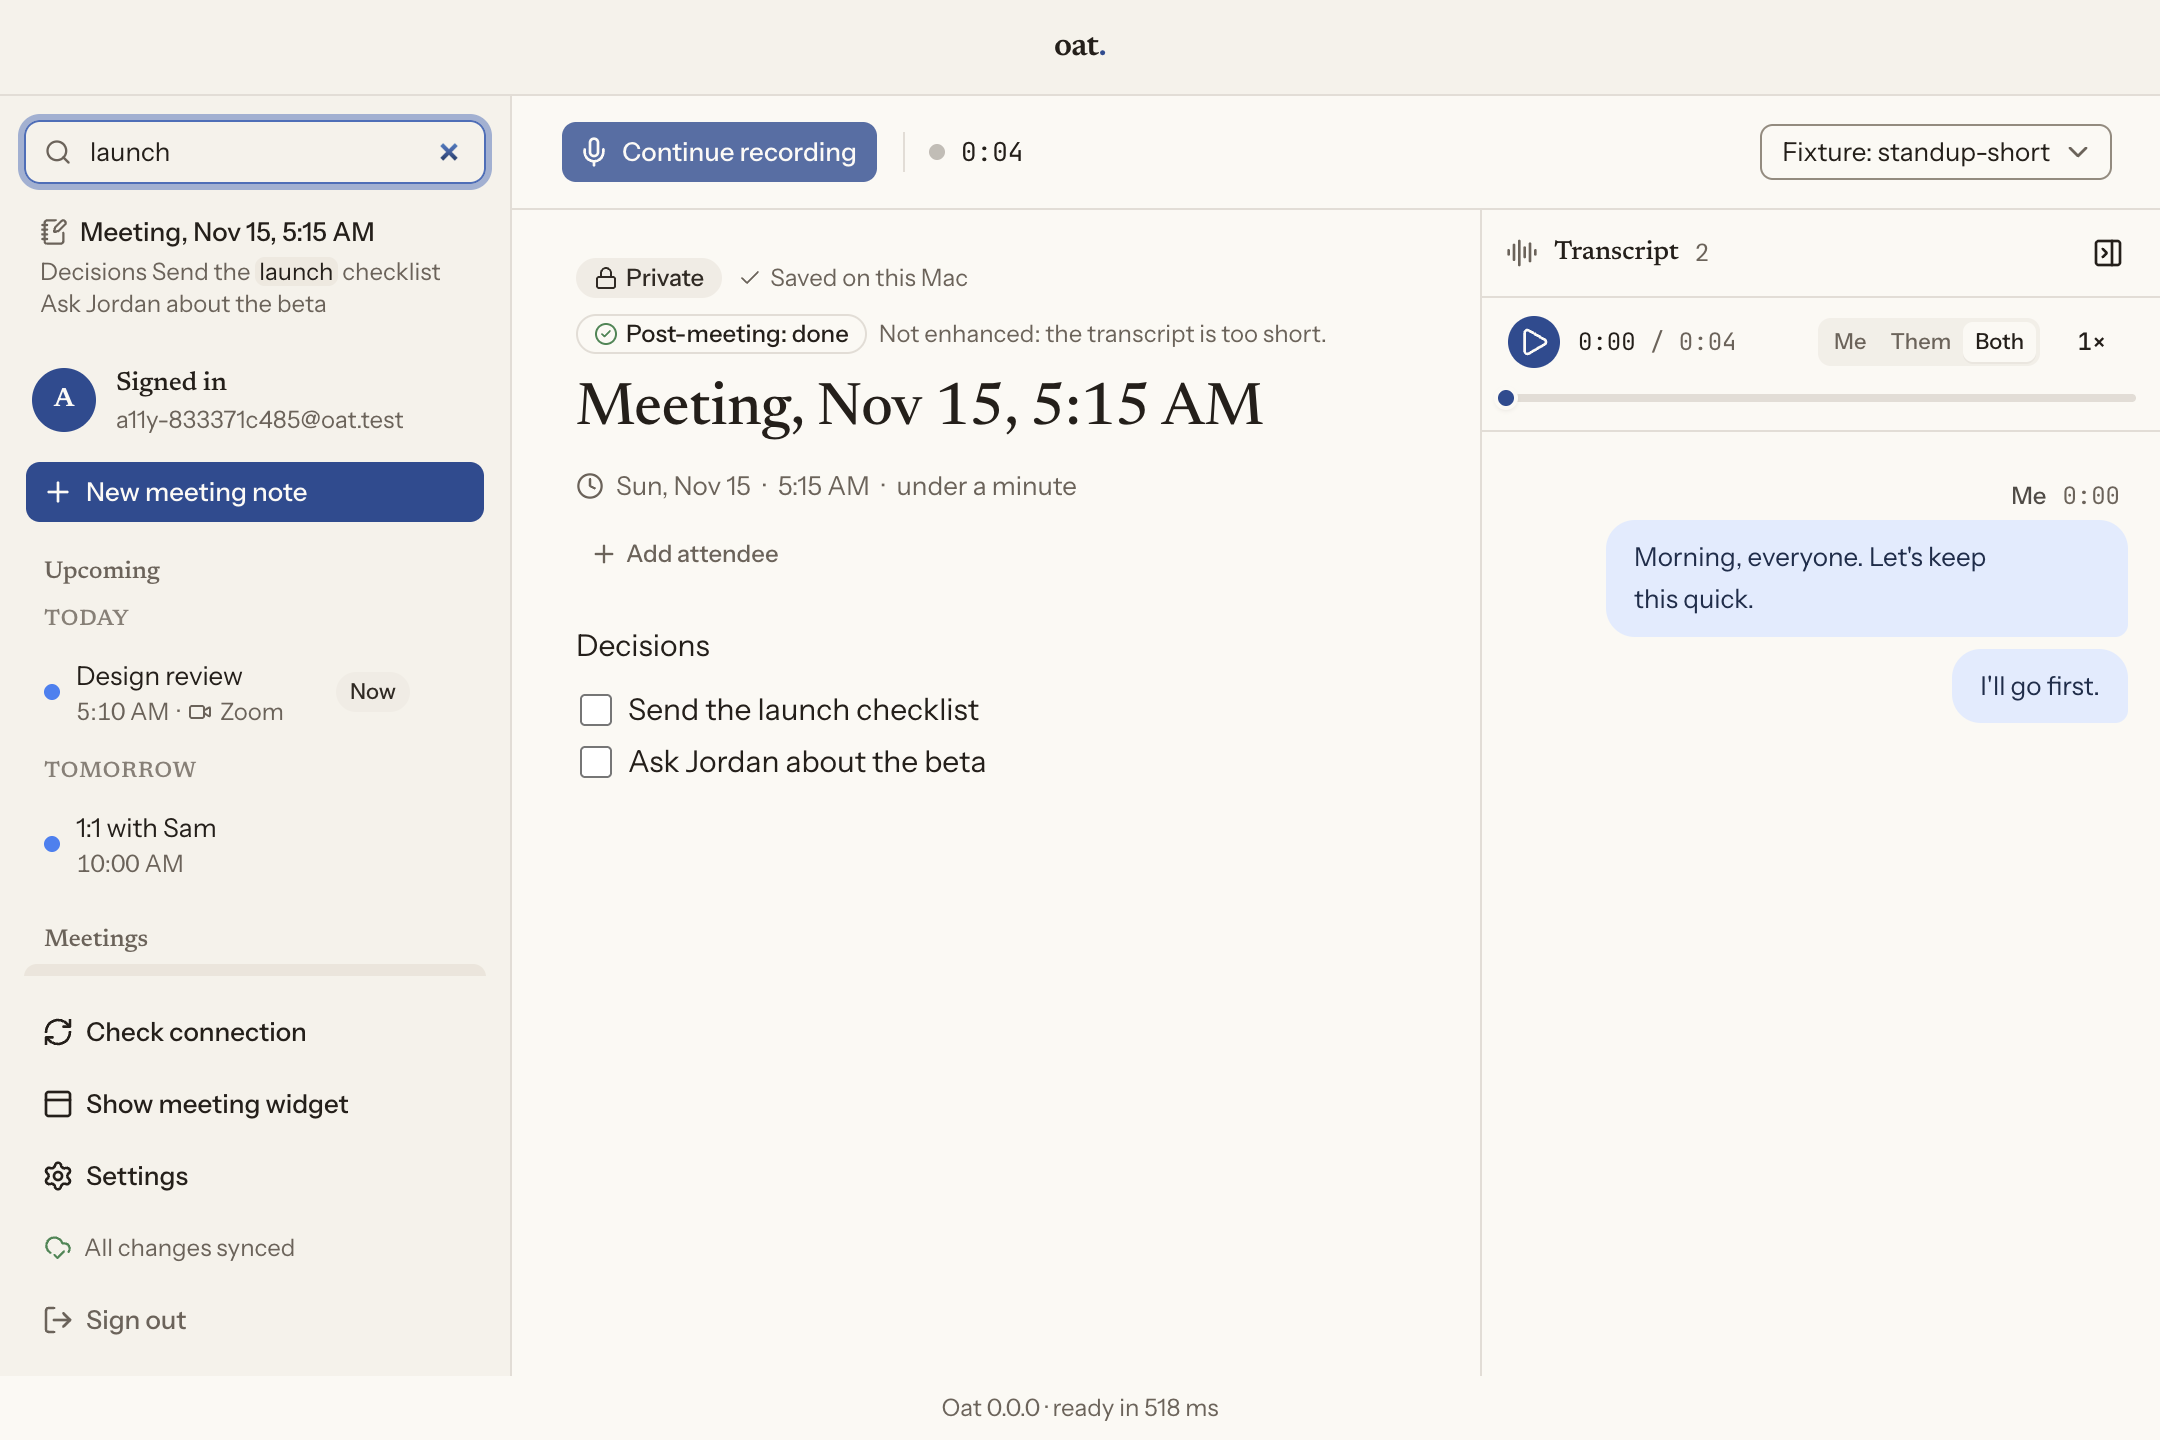 oat.
launch
Meeting, Nov 15, 5:15 AM
Decisions Send the launch checklist
Ask Jordan about the beta
A
Signed in
a11y-833371c485@oat.test
New meeting note
Upcoming
TODAY
Design review
5:10 AM · Zoom
Now
TOMORROW
1:1 with Sam
10:00 AM
Meetings
Check connection
Show meeting widget
Settings
All changes synced
Sign out
Continue recording
0:04
Fixture: standup-short
Private
Saved on this Mac
Post-meeting: done
Not enhanced: the transcript is too short.
Meeting, Nov 15, 5:15 AM
Sun, Nov 15 · 5:15 AM · under a minute
Add attendee
Decisions
Send the launch checklist
Ask Jordan about the beta
Transcript 2
0:00 / 0:04
Me Them Both
1×
Me 0:00
Morning, everyone. Let's keep
this quick.
I'll go first.
Oat 0.0.0 · ready in 518 ms